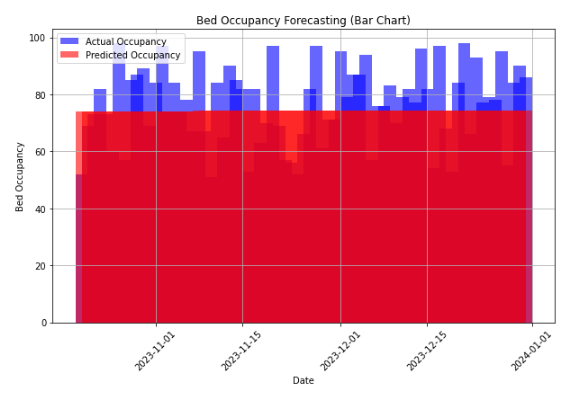 Bed Occupancy Forecasting (Bar Chart)
Actual Occupancy
Predicted Occupancy
100
80
60
40
20
0
Bed Occupancy
2023-11-01
2023-11-15
2023-12-01
2023-12-15
2024-01-01
Date